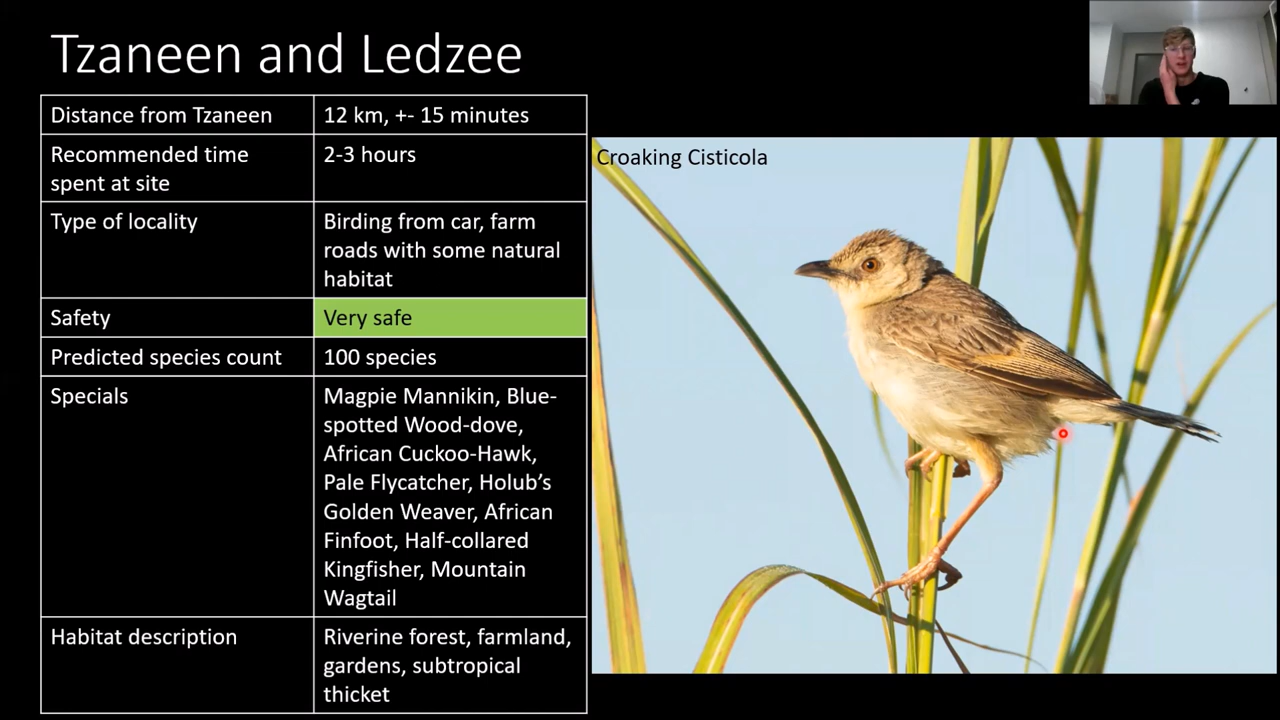 Tzaneen and Ledzee
Distance from Tzaneen
12 km, +- 15 minutes
Recommended time
spent at site
2-3 hours
Type of locality
Birding from car, farm
roads with some natural
habitat
Safety
Very safe
Predicted species count
100 species
Specials
Magpie Mannikin, Blue-
spotted Wood-dove,
African Cuckoo-Hawk,
Pale Flycatcher, Holub’s
Golden Weaver, African
Finfoot, Half-collared
Kingfisher, Mountain
Wagtail
Habitat description
Riverine forest, farmland,
gardens, subtropical
thicket
Croaking Cisticola